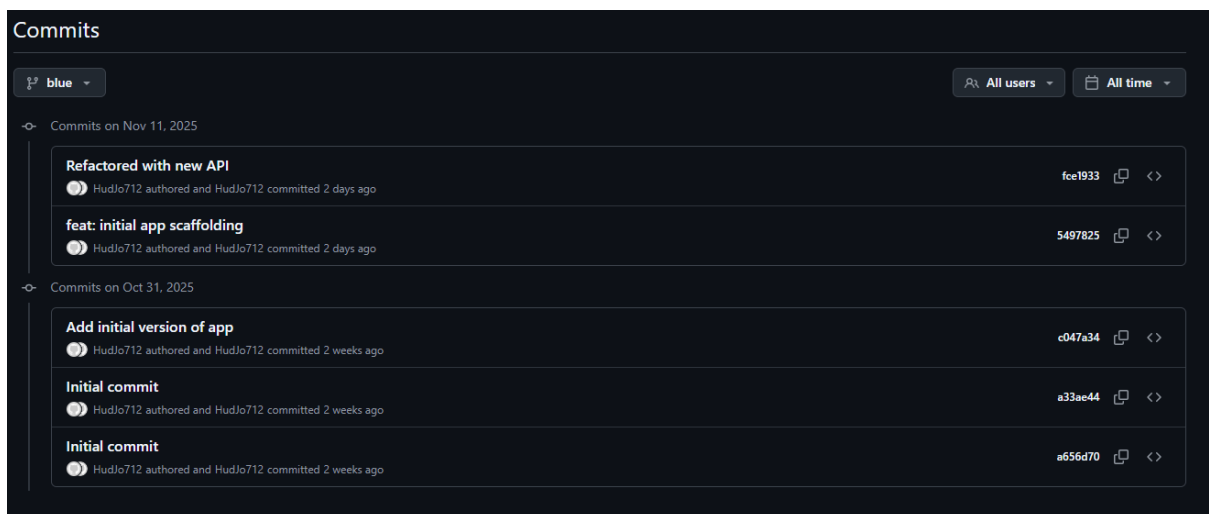 Commits
blue
All users
All time
Commits on Nov 11, 2025
Refactored with new API
HudJo712 authored and HudJo712 committed 2 days ago
fce1933
feat: initial app scaffolding
HudJo712 authored and HudJo712 committed 2 days ago
5497825
Commits on Oct 31, 2025
Add initial version of app
HudJo712 authored and HudJo712 committed 2 weeks ago
c047a34
Initial commit
HudJo712 authored and HudJo712 committed 2 weeks ago
a33ae44
Initial commit
HudJo712 authored and HudJo712 committed 2 weeks ago
a656d70